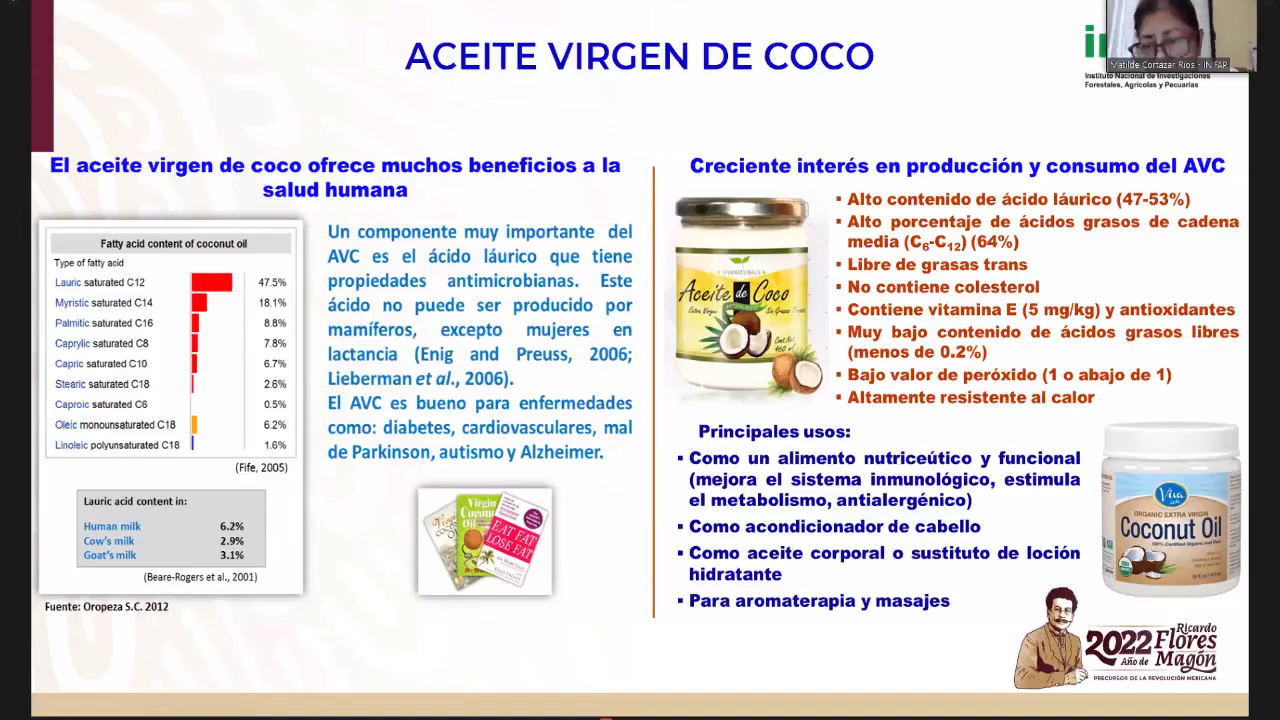 ACEITE VIRGEN DE COCO
Matilde Cortazar Rios - INIFAP
Instituto Nacional de Investigaciones
Forestales, Agrícolas y Pecuarias
El aceite virgen de coco ofrece muchos beneficios a la
salud humana
Fatty acid content of coconut oil
Type of fatty acid
Lauric saturated C12 47.5%
Myristic saturated C14 18.1%
Palmitic saturated C16 8.8%
Caprylic saturated C8 7.8%
Capric saturated C10 6.7%
Stearic saturated C18 2.6%
Caproic saturated C6 0.5%
Oleic monounsaturated C18 6.2%
Linoleic polyunsaturated C18 1.6%
(Fife, 2005)
Lauric acid content in:
Human milk 6.2%
Cow's milk 2.9%
Goat's milk 3.1%
(Beare-Rogers et al., 2001)
Fuente: Oropeza S.C. 2012
Un componente muy importante del
AVC es el ácido láurico que tiene
propiedades antimicrobianas. Este
ácido no puede ser producido por
mamíferos, excepto mujeres en
lactancia (Enig and Preuss, 2006;
Lieberman et al., 2006).
El AVC es bueno para enfermedades
como: diabetes, cardiovasculares, mal
de Parkinson, autismo y Alzheimer.
Virgin
Coconut
Oil
EAT FAT
LOSE FAT
Creciente interés en producción y consumo del AVC
Aceite de Coco
Extra Virgen
▪ Alto contenido de ácido láurico (47-53%)
▪ Alto porcentaje de ácidos grasos de cadena
media (C6-C12) (64%)
▪ Libre de grasas trans
▪ No contiene colesterol
▪ Contiene vitamina E (5 mg/kg) y antioxidantes
▪ Muy bajo contenido de ácidos grasos libres
(menos de 0.2%)
▪ Bajo valor de peróxido (1 o abajo de 1)
▪ Altamente resistente al calor
Principales usos:
▪ Como un alimento nutriceútico y funcional
(mejora el sistema inmunológico, estimula
el metabolismo, antialergénico)
▪ Como acondicionador de cabello
▪ Como aceite corporal o sustituto de loción
hidratante
▪ Para aromaterapia y masajes
Viva
ORGANIC EXTRA VIRGIN
Coconut Oil
2022 Ricardo
Año de Flores
Magón
PRECURSOR DE LA REVOLUCIÓN MEXICANA